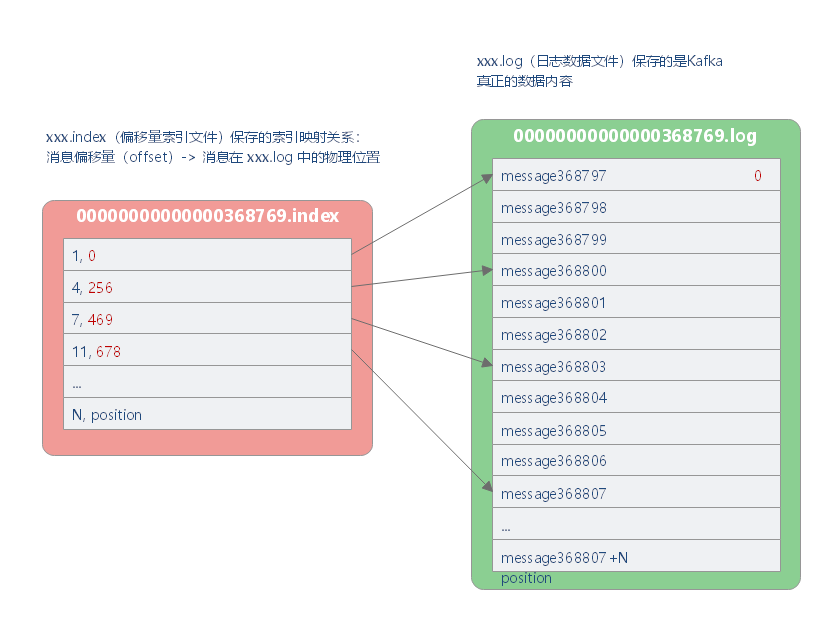 xxx.log（日志数据文件）保存的是Kafka
真正的数据内容
xxx.index（偏移量索引文件）保存的索引映射关系：
消息偏移量（offset）-> 消息在 xxx.log 中的物理位置
00000000000000368769.index
1, 0
4, 256
7, 469
11, 678
...
N, position
00000000000000368769.log
message368797 0
message368798
message368799
message368800
message368801
message368802
message368803
message368804
message368805
message368806
message368807
...
message368807 +N
position